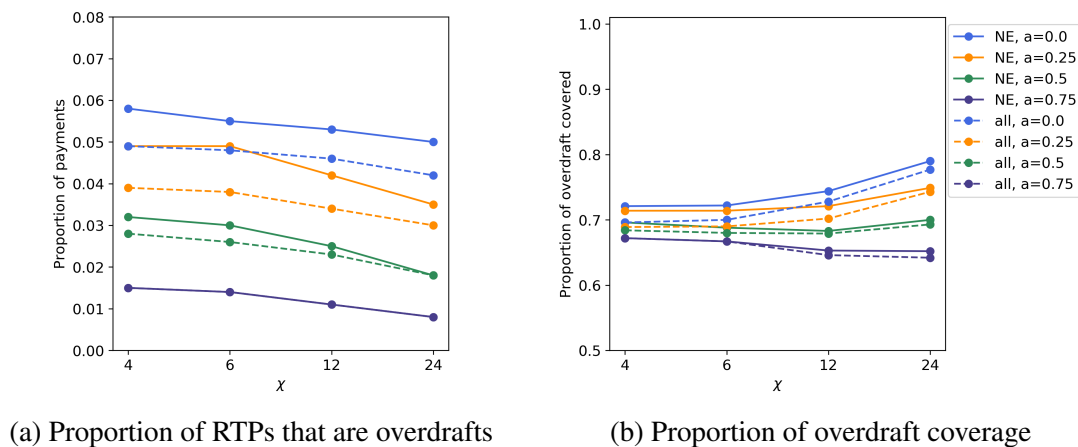 0.08
0.07
0.06
0.05
0.04
0.03
0.02
0.01
0.00
Proportion of payments
4 6 12 24
χ
1.0
0.9
0.8
0.7
0.6
0.5
Proportion of overdraft covered
4 6 12 24
χ
NE, a=0.0
NE, a=0.25
NE, a=0.5
NE, a=0.75
all, a=0.0
all, a=0.25
all, a=0.5
all, a=0.75
(a) Proportion of RTPs that are overdrafts
(b) Proportion of overdraft coverage